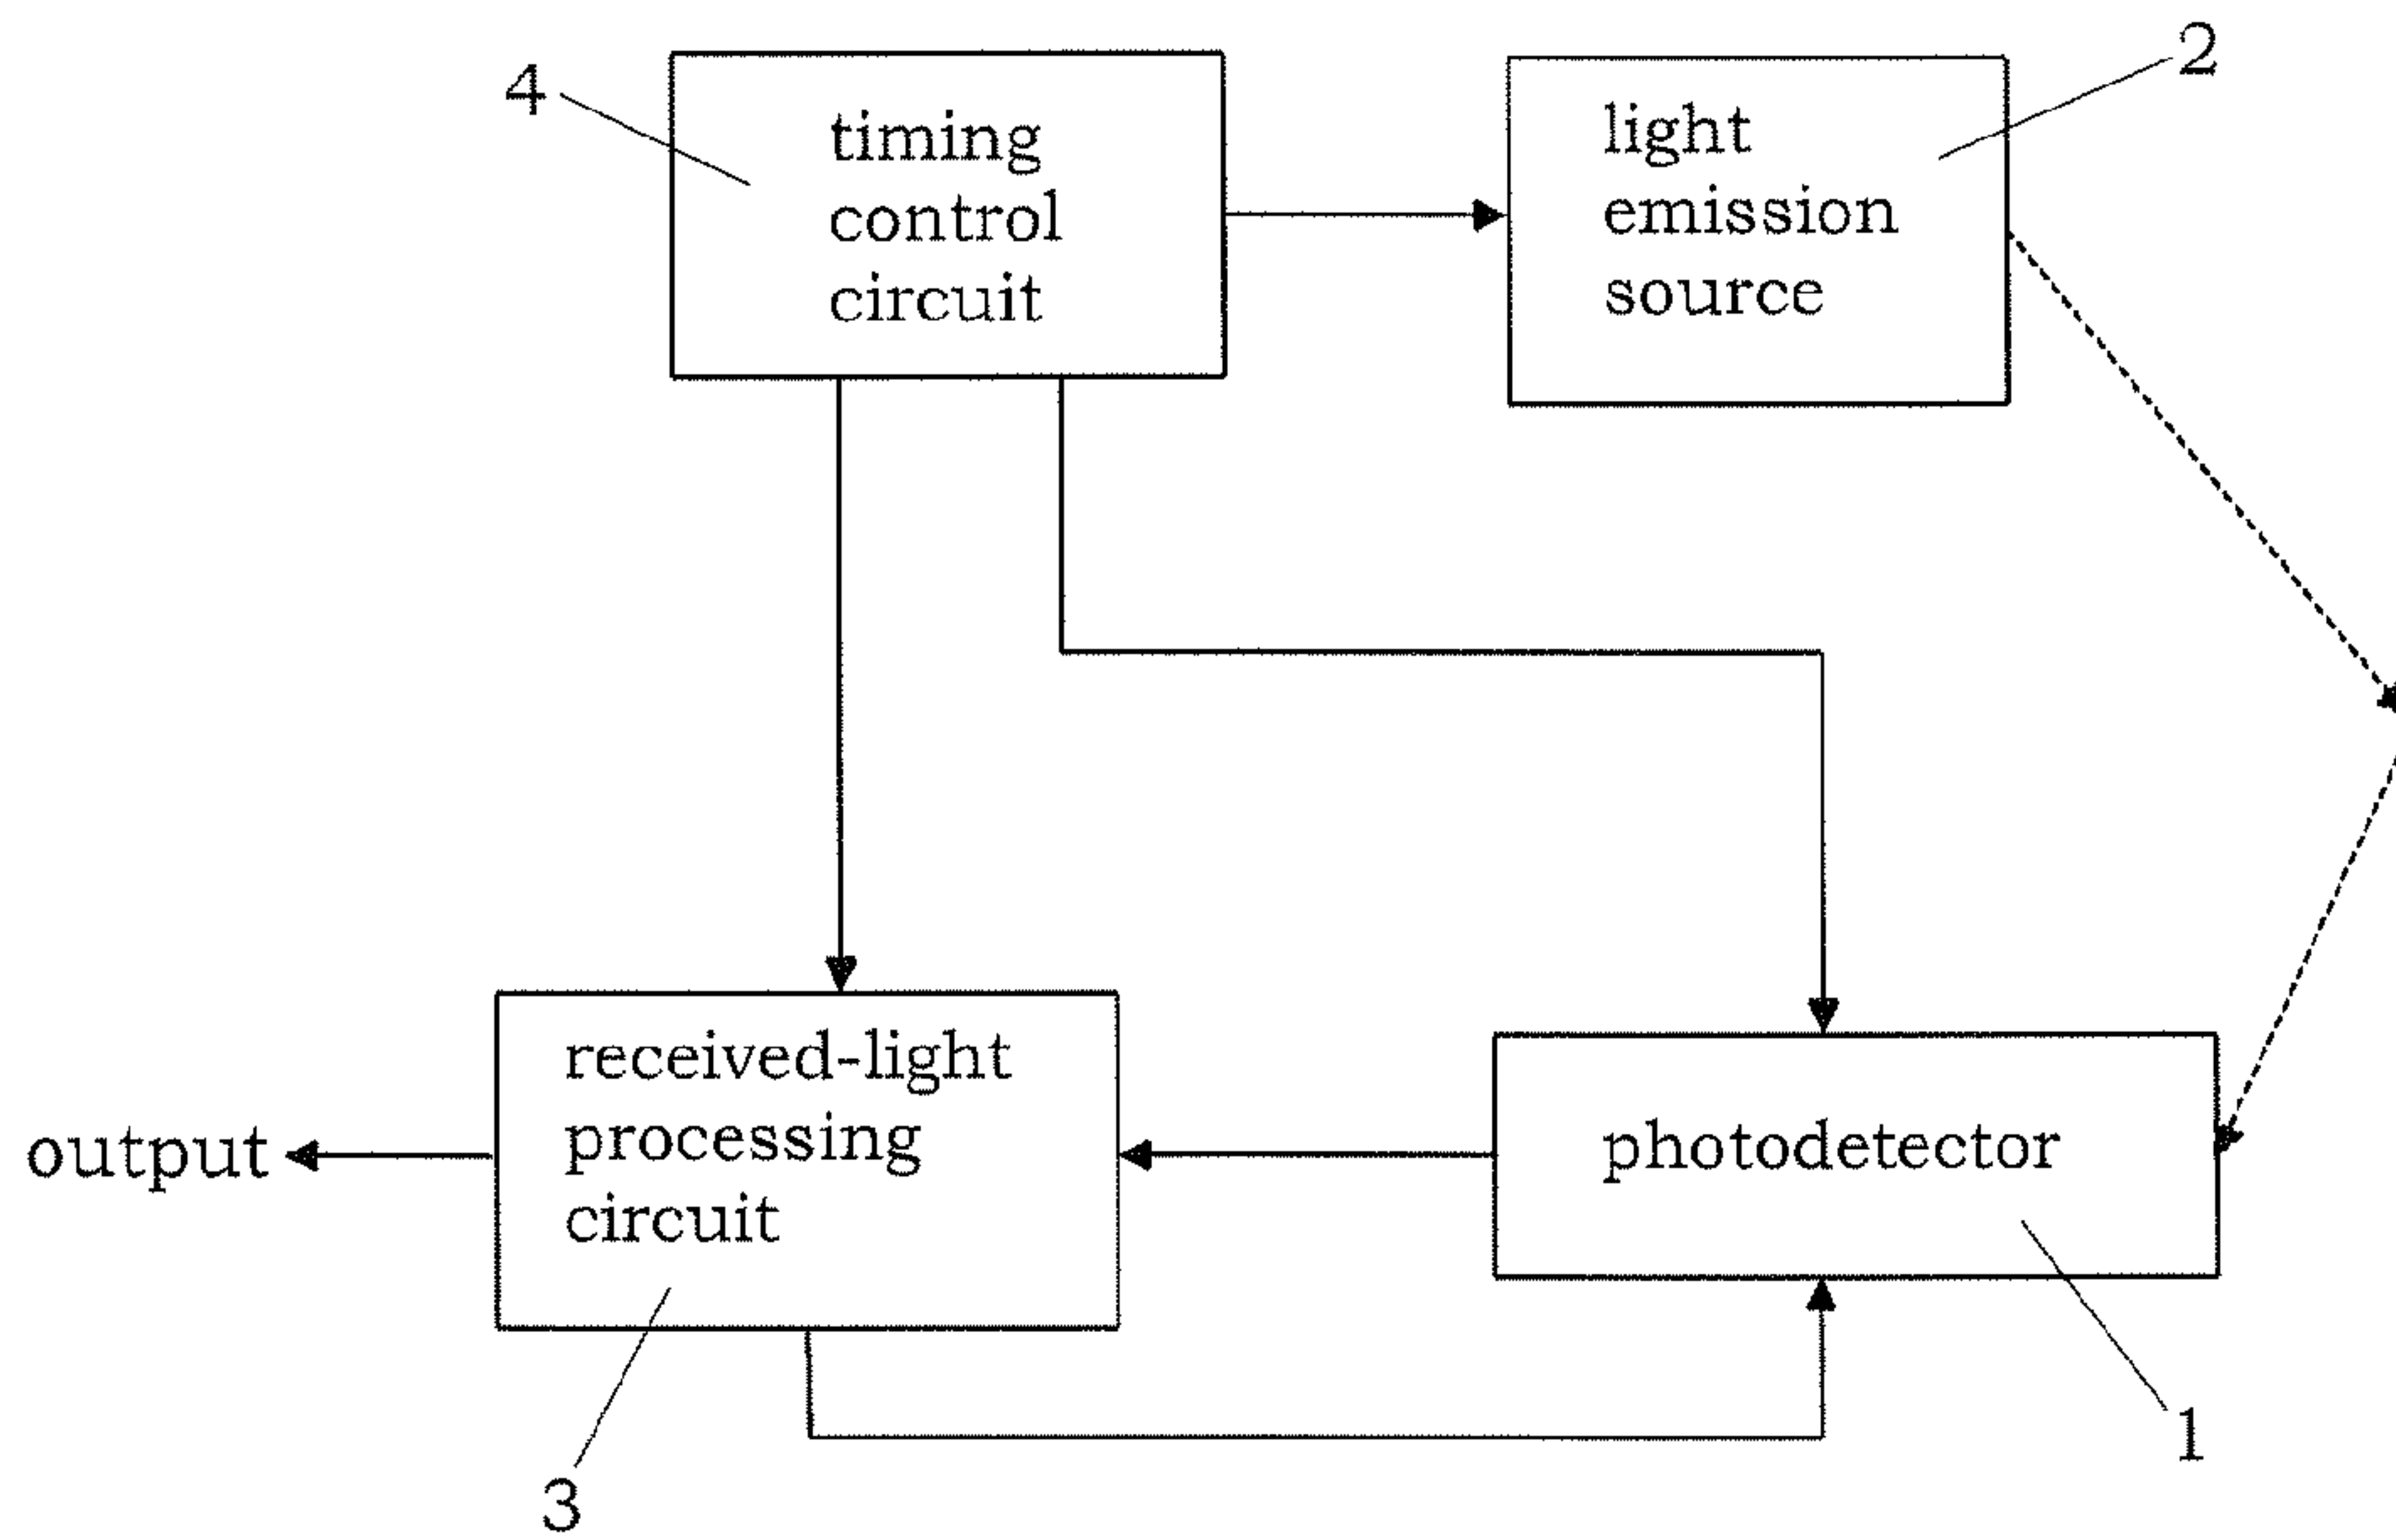 4
timing
control
circuit
2
light
emission
source
received-light
processing
circuit
output
photodetector
1
3